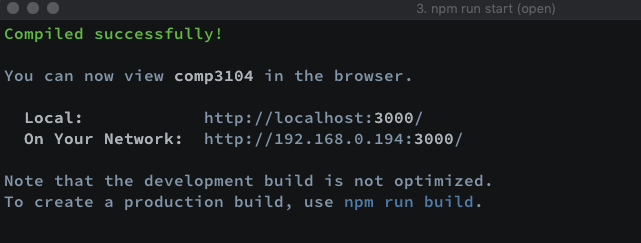 3. npm run start (open)
Compiled successfully!
You can now view comp3104 in the browser.
Local: http://localhost:3000/
On Your Network: http://192.168.0.194:3000/
Note that the development build is not optimized.
To create a production build, use npm run build.